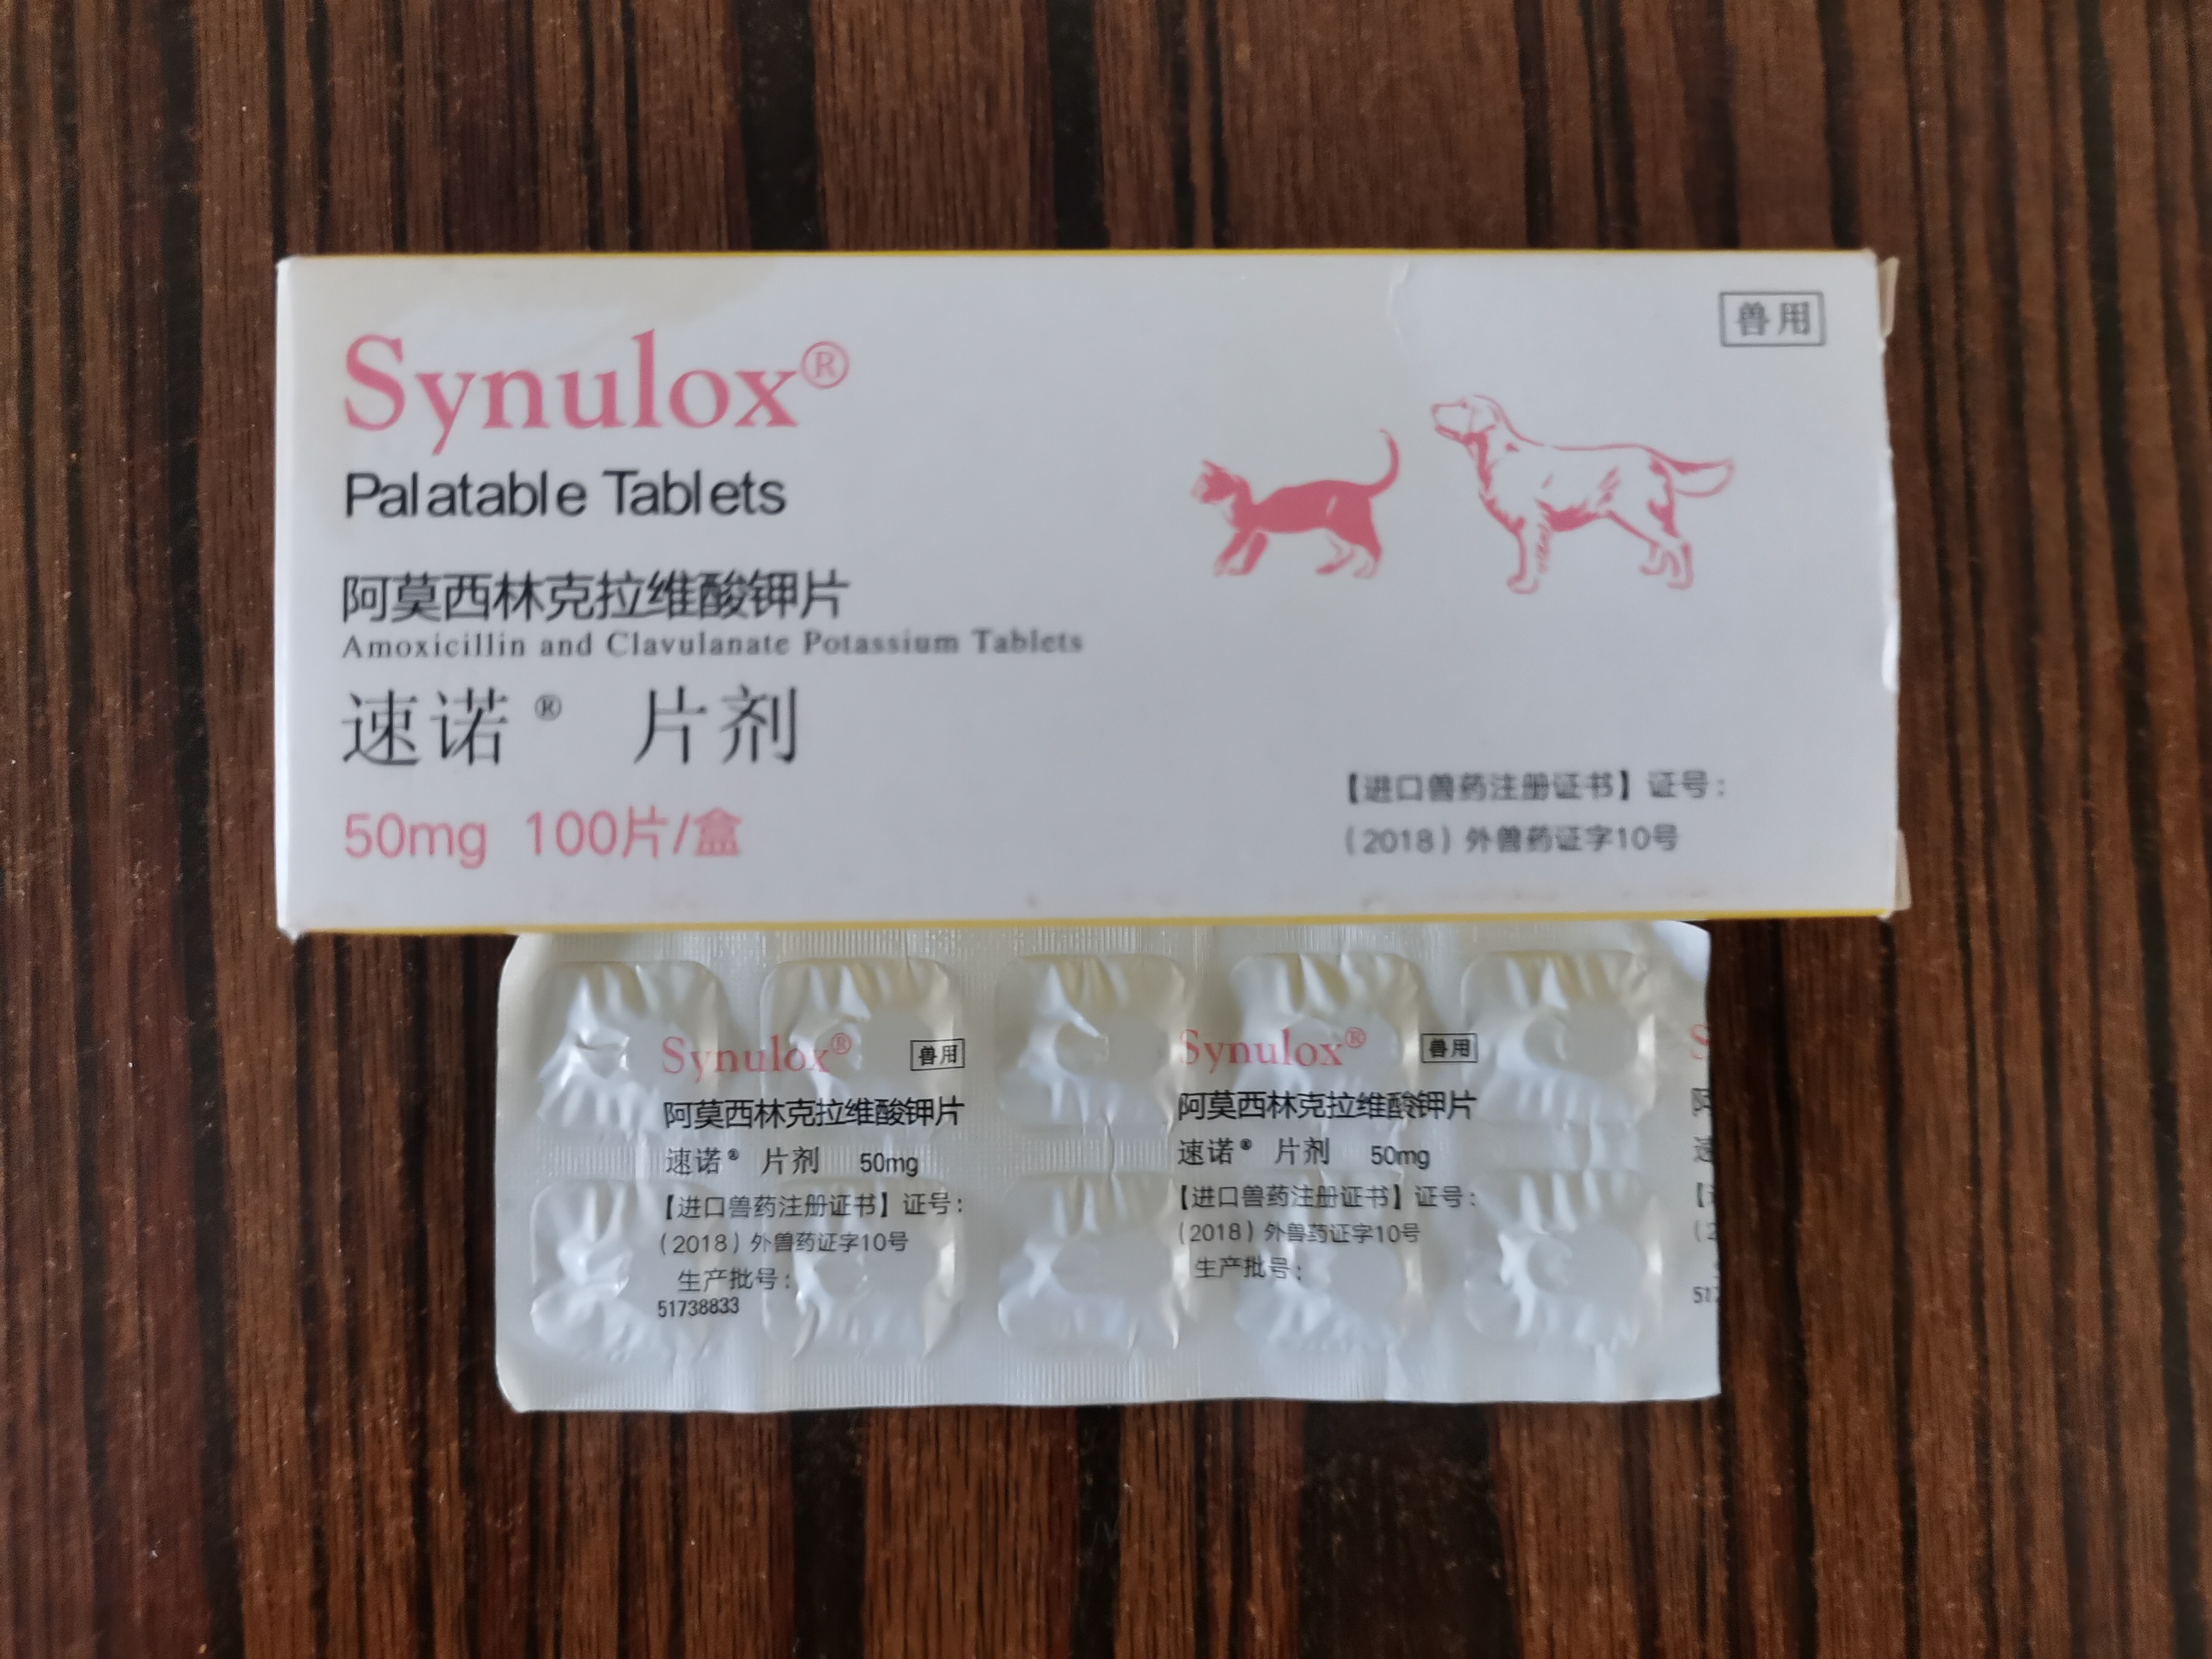 兽用
Synulox®
Palatable Tablets
阿莫西林克拉维酸钾片
Amoxicillin and Clavulanate Potassium Tablets
速诺® 片剂
50mg 100片/盒
【进口兽药注册证书】证号：
（2018）外兽药证字10号
Synulox® 兽用
阿莫西林克拉维酸钾片
速诺® 片剂 50mg
【进口兽药注册证书】证号：
（2018）外兽药证字10号
生产批号：
51738833
Synulox® 兽用
阿莫西林克拉维酸钾片
速诺® 片剂 50mg
【进口兽药注册证书】证号：
（2018）外兽药证字10号
生产批号：
S
速
(2
517